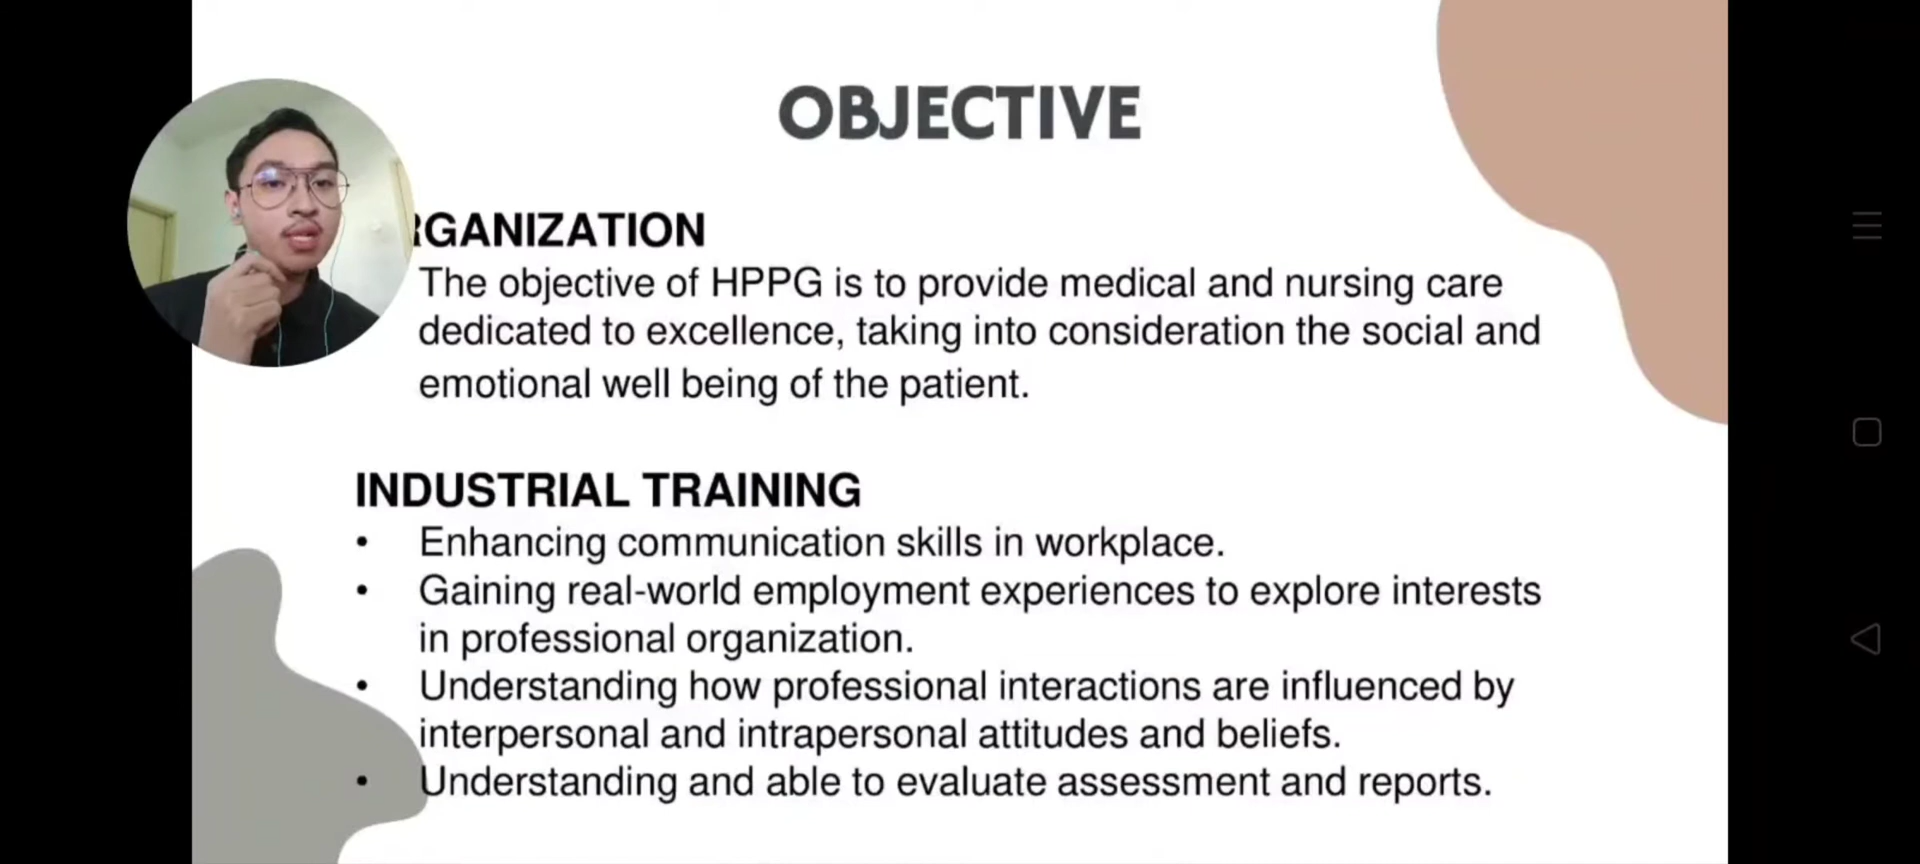 OBJECTIVE
RGANIZATION
The objective of HPPG is to provide medical and nursing care
dedicated to excellence, taking into consideration the social and
emotional well being of the patient.
INDUSTRIAL TRAINING
• Enhancing communication skills in workplace.
• Gaining real-world employment experiences to explore interests
in professional organization.
• Understanding how professional interactions are influenced by
interpersonal and intrapersonal attitudes and beliefs.
• Understanding and able to evaluate assessment and reports.